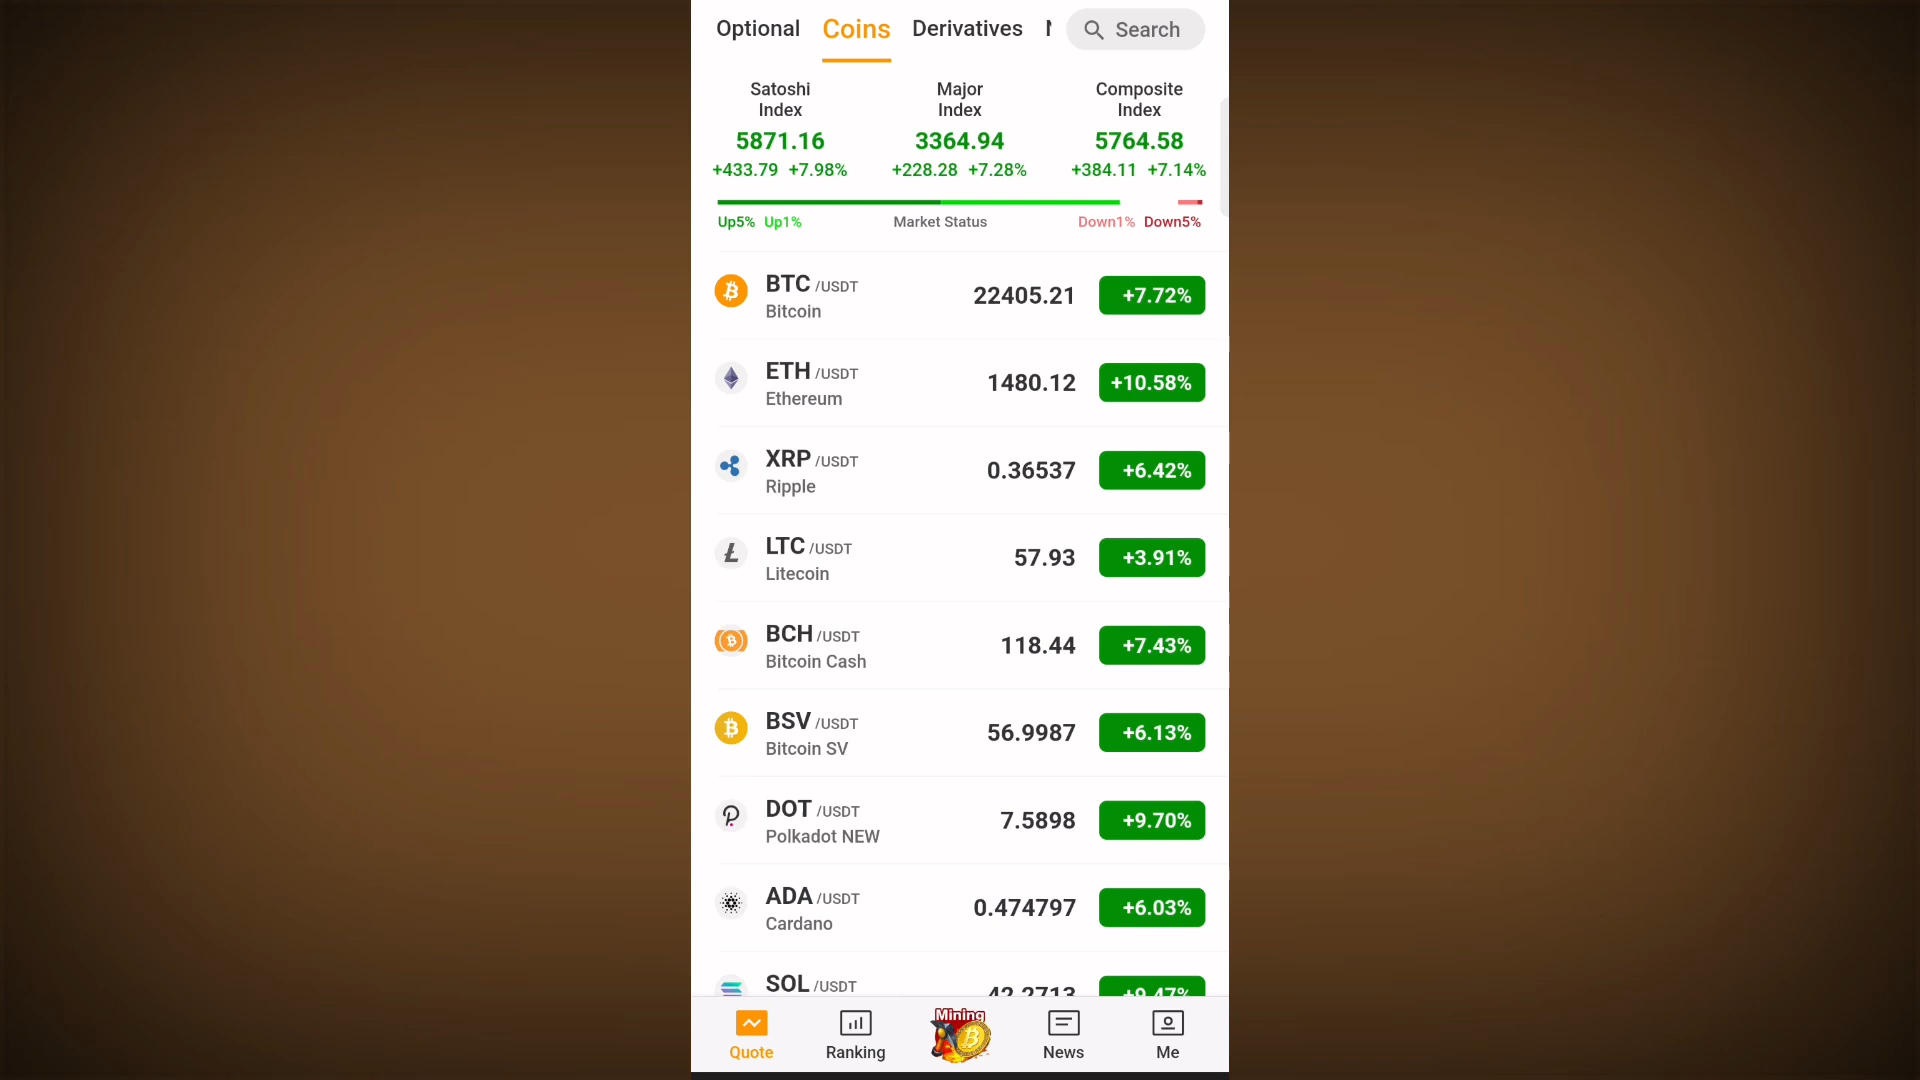 Optional Coins Derivatives Search
Satoshi Index
5871.16
+433.79 +7.98%
Major Index
3364.94
+228.28 +7.28%
Composite Index
5764.58
+384.11 +7.14%
Up5% Up1% Market Status Down1% Down5%
BTC /USDT 22405.21 +7.72%
Bitcoin
ETH /USDT 1480.12 +10.58%
Ethereum
XRP /USDT 0.36537 +6.42%
Ripple
LTC /USDT 57.93 +3.91%
Litecoin
BCH /USDT 118.44 +7.43%
Bitcoin Cash
BSV /USDT 56.9987 +6.13%
Bitcoin SV
DOT /USDT 7.5898 +9.70%
Polkadot NEW
ADA /USDT 0.474797 +6.03%
Cardano
SOL /USDT 42.2713 +9.47%
Mining
Quote Ranking News Me